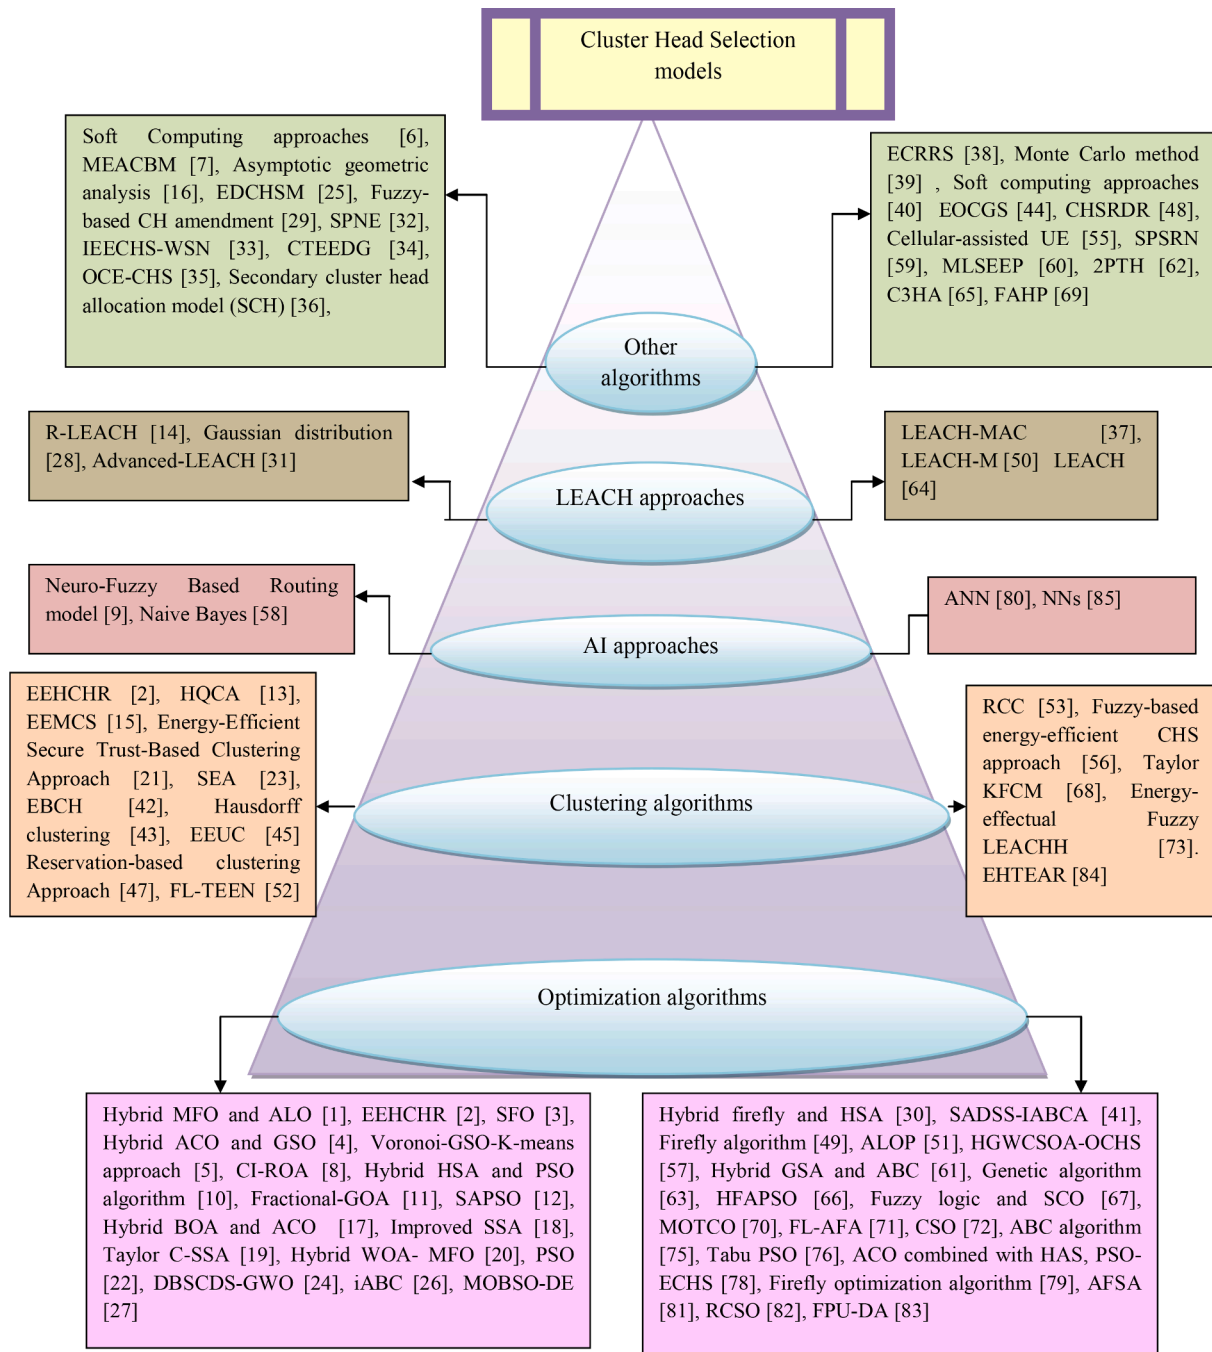 Cluster Head Selection
models
Soft Computing approaches [6],
MEACBM [7], Asymptotic geometric
analysis [16], EDCHSM [25], Fuzzy-
based CH amendment [29], SPNE [32],
IEECHS-WSN [33], CTEEDG [34],
OCE-CHS [35], Secondary cluster head
allocation model (SCH) [36],
ECRRS [38], Monte Carlo method
[39] , Soft computing approaches
[40] EOCGS [44], CHSRDR [48],
Cellular-assisted UE [55], SPSRN
[59], MLSEEP [60], 2PTH [62],
C3HA [65], FAHP [69]
Other
algorithms
R-LEACH [14], Gaussian distribution
[28], Advanced-LEACH [31]
LEACH-MAC [37],
LEACH-M [50] LEACH
[64]
LEACH approaches
Neuro-Fuzzy Based Routing
model [9], Naive Bayes [58]
ANN [80], NNs [85]
AI approaches
EEHCHR [2], HQCA [13],
EEMCS [15], Energy-Efficient
Secure Trust-Based Clustering
Approach [21], SEA [23],
EBCH [42], Hausdorff
clustering [43], EEUC [45]
Reservation-based clustering
Approach [47], FL-TEEN [52]
RCC [53], Fuzzy-based
energy-efficient CHS
approach [56], Taylor
KFCM [68], Energy-
effectual Fuzzy
LEACHH [73].
EHTEAR [84]
Clustering algorithms
Optimization algorithms
Hybrid MFO and ALO [1], EEHCHR [2], SFO [3],
Hybrid ACO and GSO [4], Voronoi-GSO-K-means
approach [5], CI-ROA [8], Hybrid HSA and PSO
algorithm [10], Fractional-GOA [11], SAPSO [12],
Hybrid BOA and ACO [17], Improved SSA [18],
Taylor C-SSA [19], Hybrid WOA- MFO [20], PSO
[22], DBSCDS-GWO [24], iABC [26], MOBSO-DE
[27]
Hybrid firefly and HSA [30], SADSS-IABCA [41],
Firefly algorithm [49], ALOP [51], HGWCSOA-OCHS
[57], Hybrid GSA and ABC [61], Genetic algorithm
[63], HFAPSO [66], Fuzzy logic and SCO [67],
MOTCO [70], FL-AFA [71], CSO [72], ABC algorithm
[75], Tabu PSO [76], ACO combined with HAS, PSO-
ECHS [78], Firefly optimization algorithm [79], AFSA
[81], RCSO [82], FPU-DA [83]